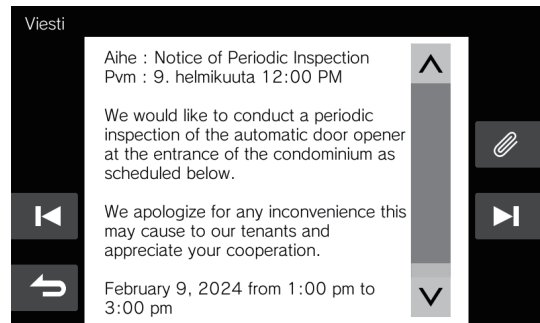 Viesti
Aihe : Notice of Periodic Inspection
Pvm : 9. helmikuuta 12:00 PM
We would like to conduct a periodic
inspection of the automatic door opener
at the entrance of the condominium as
scheduled below.
We apologize for any inconvenience this
may cause to our tenants and
appreciate your cooperation.
February 9, 2024 from 1:00 pm to
3:00 pm